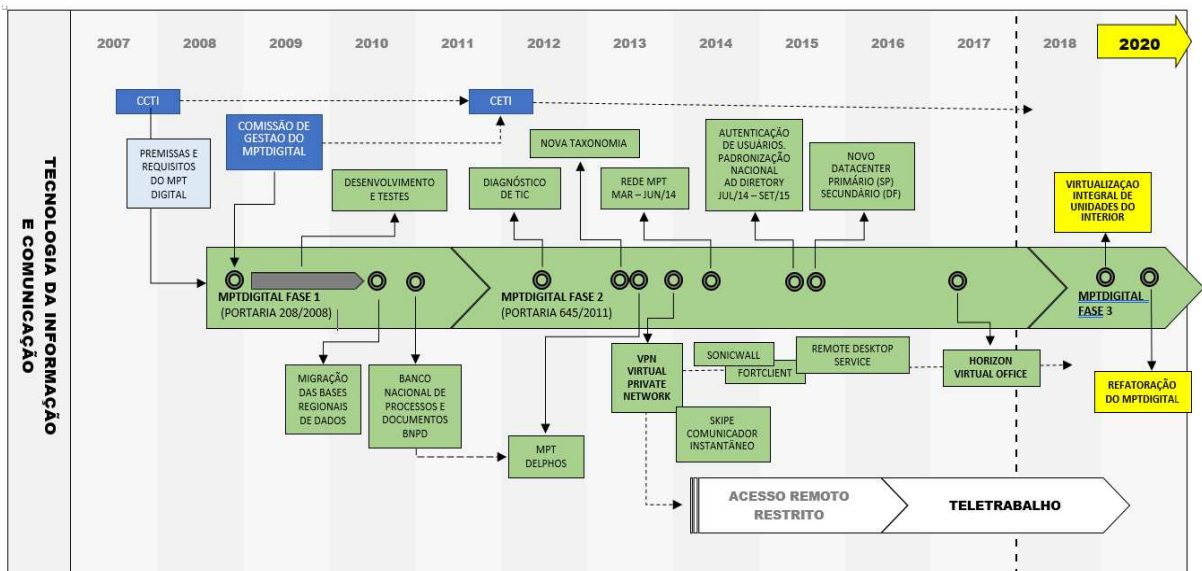 TECNOLOGIA DA INFORMAÇÃO
E COMUNICAÇÃO
2007
2008
2009
2010
2011
2012
2013
2014
2015
2016
2017
2018
2020
CCTI
CETI
PREMISSAS E
REQUISITOS
DO MPT
DIGITAL
COMISSÃO DE
GESTAO DO
MPTDIGITAL
DESENVOLVIMENTO
E TESTES
DIAGNÓSTICO
DE TIC
NOVA TAXONOMIA
REDE MPT
MAR – JUN/14
AUTENTICAÇÃO
DE USUÁRIOS.
PADRONIZAÇÃO
NACIONAL
AD DIRETORY
JUL/14 – SET/15
NOVO
DATACENTER
PRIMÁRIO (SP)
SECUNDÁRIO (DF)
VIRTUALIZAÇAO
INTEGRAL DE
UNIDADES DO
INTERIOR
MPTDIGITAL FASE 1
(PORTARIA 208/2008)
MPTDIGITAL FASE 2
(PORTARIA 645/2011)
MPTDIGITAL
FASE 3
MIGRAÇÃO
DAS BASES
REGIONAIS
DE DADOS
BANCO
NACIONAL DE
PROCESSOS E
DOCUMENTOS
BNPD
MPT
DELPHOS
VPN
VIRTUAL
PRIVATE
NETWORK
SONICWALL
FORTCLIENT
REMOTE DESKTOP
SERVICE
HORIZON
VIRTUAL OFFICE
REFATORAÇÃO
DO MPTDIGITAL
SKIPE
COMUNICADOR
INSTANTÂNEO
ACESSO REMOTO
RESTRITO
TELETRABALHO